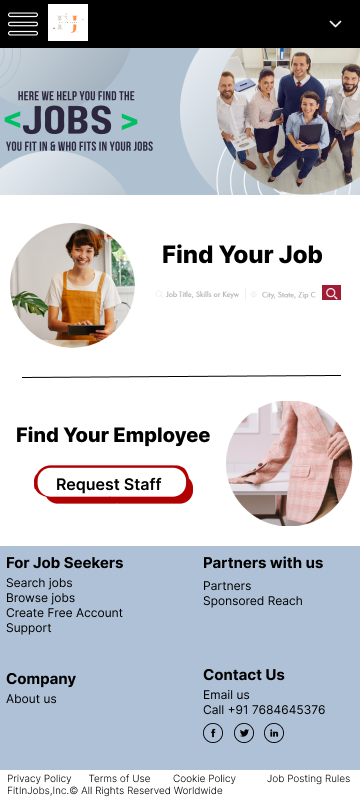 HERE WE HELP YOU FIND THE
<JOBS >
YOU FIT IN & WHO FITS IN YOUR JOBS
Find Your Job
Job Title, Skills or Keyw
City, State, Zip C
Find Your Employee
Request Staff
For Job Seekers
Search jobs
Browse jobs
Create Free Account
Support
Partners with us
Partners
Sponsored Reach
Company
About us
Contact Us
Email us
Call +91 7684645376
Privacy Policy Terms of Use Cookie Policy Job Posting Rules
FitInJobs,Inc.© All Rights Reserved Worldwide